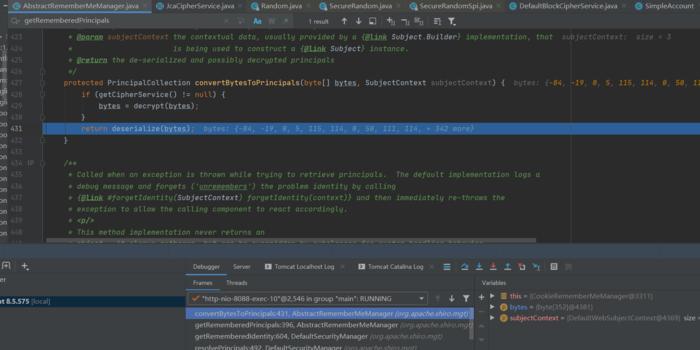 AbstractRememberMeManager.java JcaCipherService.java Random.java SecureRandom.java SecureRandomSpi.java DefaultBlockCipherService.java SimpleAccount
getRememberedPrincipals Aa W 1 result
423 * @param subjectContext the contextual data, usually provided by a {@link Subject.Builder} implementation, that subjectContext: size = 3
424 * is being used to construct a {@link Subject} instance.
425 * @return the de-serialized and possibly decrypted principals
426 */
427 protected PrincipalCollection convertBytesToPrincipals(byte[] bytes, SubjectContext subjectContext) { bytes: {-84, -19, 0, 5, 115, 114, 0, 50, 11
428 if (getCipherService() != null) {
429 bytes = decrypt(bytes);
430 }
431 return deserialize(bytes); bytes: {-84, -19, 0, 5, 115, 114, 0, 50, 111, 114, + 342 more}
432 }
433
434 /**
435 * Called when an exception is thrown while trying to retrieve principals. The default implementation logs a
436 * debug message and forgets ('unremembers') the problem identity by calling
437 * {@link #forgetIdentity(SubjectContext) forgetIdentity(context)} and then immediately re-throws the
438 * exception to allow the calling component to react accordingly.
439 * <p/>
440 * This method implementation never returns an
Debugger Server Tomcat Localhost Log Tomcat Catalina Log
Frames Threads Variables
at 8.5.575 [local]
"http-nio-8088-exec-10"@2,546 in group "main": RUNNING
this = {CookieRememberMeManager@3311}
convertBytesToPrincipals:431, AbstractRememberMeManager (org.apache.shiro.mgt)
bytes = {byte[352]@4381}
getRememberedPrincipals:396, AbstractRememberMeManager (org.apache.shiro.mgt)
subjectContext = {DefaultWebSubjectContext@4369} size =
getRememberedIdentity:604, DefaultSecurityManager (org.apache.shiro.mgt)
resolvePrincipals:492, DefaultSecurityManager (org.apache.shiro.mgt)